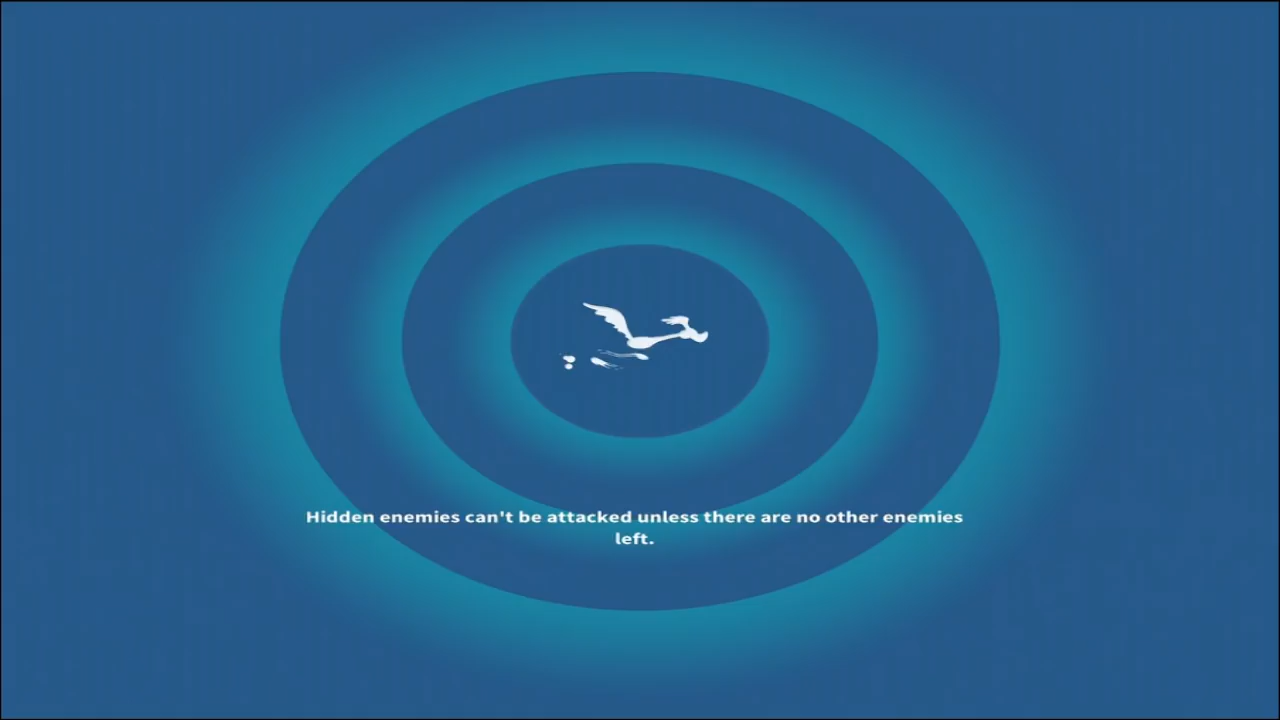 Hidden enemies can't be attacked unless there are no other enemies
left.